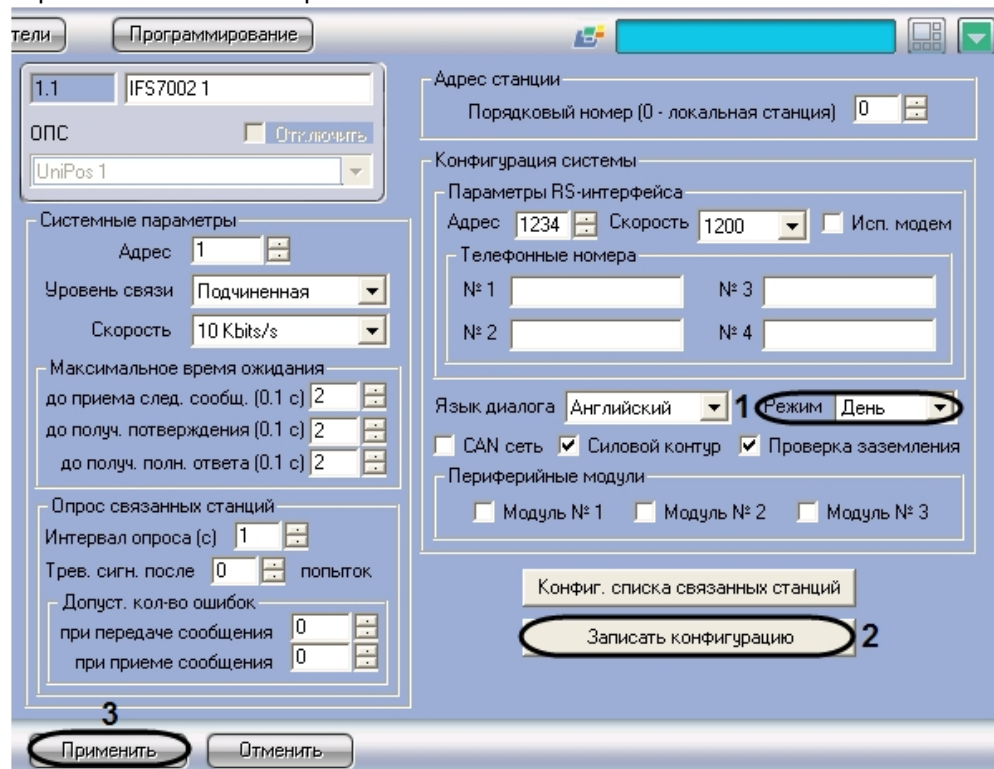 тели
Программирование
1.1
IFS7002 1
ОПС
Отключить
UniPos 1
Системные параметры
Адрес 1
Уровень связи Подчиненная
Скорость 10 Kbits/s
Максимальное время ожидания
до приема след. сообщ. (0.1 с) 2
до получ. потверждения (0.1 с) 2
до получ. полн. ответа (0.1 с) 2
Опрос связанных станций
Интервал опроса (с) 1
Трев. сигн. после 0 попыток
Допуст. кол-во ошибок
при передаче сообщения 0
при приеме сообщения 0
Адрес станции
Порядковый номер (0 - локальная станция) 0
Конфигурация системы
Параметры RS-интерфейса
Адрес 1234 Скорость 1200 Исп. модем
Телефонные номера
№ 1 № 3
№ 2 № 4
Язык диалога Английский 1 Режим День
CAN сеть Силовой контур Проверка заземления
Периферийные модули
Модуль № 1 Модуль № 2 Модуль № 3
Конфиг. списка связанных станций
Записать конфигурацию 2
3
Применить Отменить